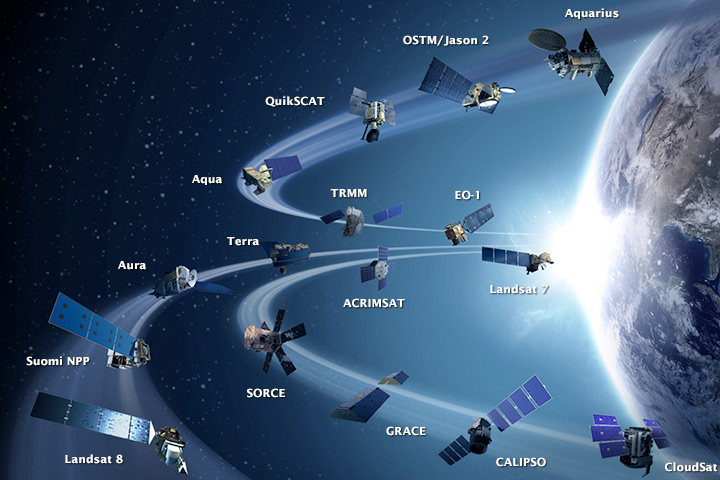 Aquarius
OSTM/Jason 2
QuikSCAT
Aqua
TRMM
EO-1
Terra
Aura
Landsat 7
ACRIMSAT
Suomi NPP
SORCE
GRACE
Landsat 8
CALIPSO
CloudSat